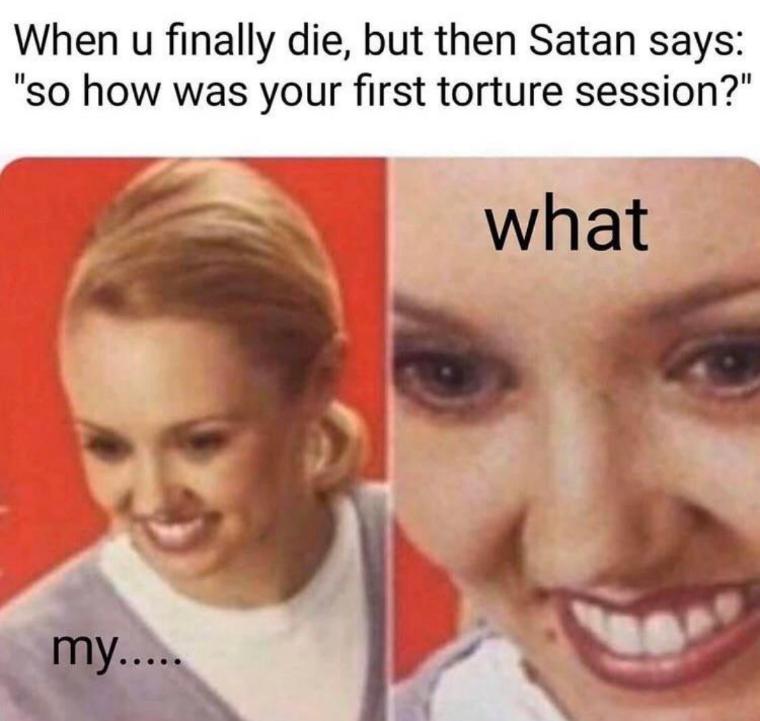 When u finally die, but then Satan says:
"so how was your first torture session?"
my.....
what